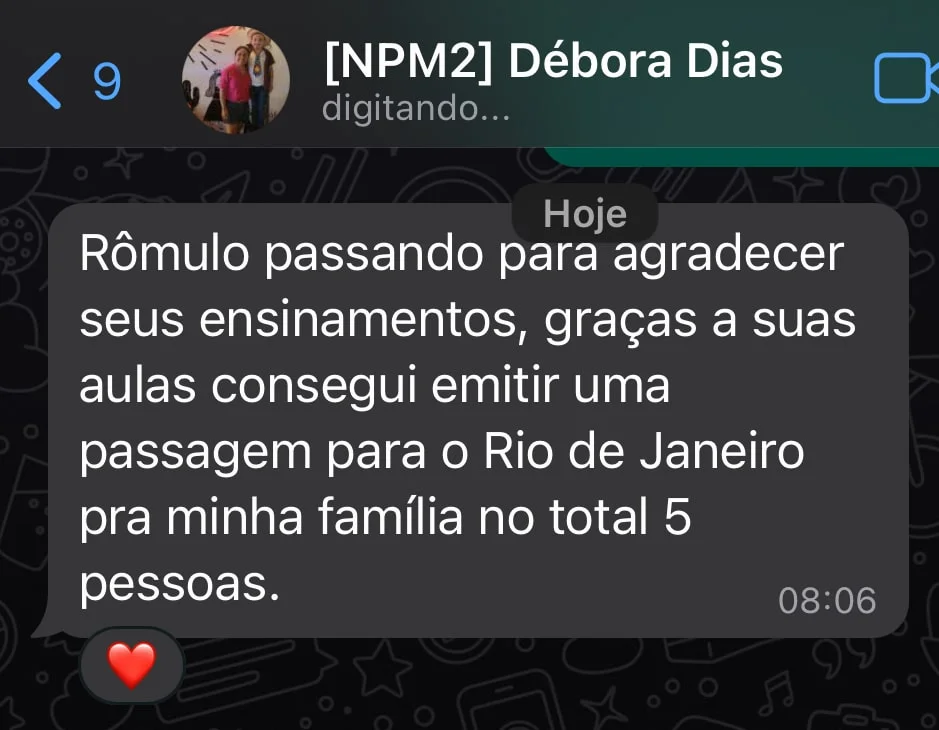 9
[NPM2] Débora Dias
digitando...
Hoje
Rômulo passando para agradecer
seus ensinamentos, graças a suas
aulas consegui emitir uma
passagem para o Rio de Janeiro
pra minha família no total 5
pessoas.
08:06